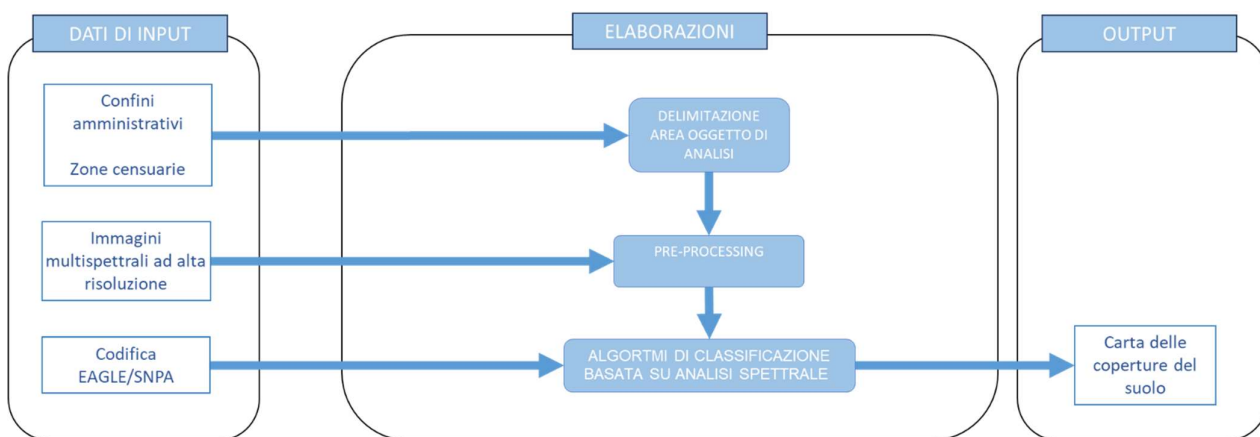 DATI DI INPUT
Confini
amministrativi
Zone censuarie
Immagini
multispettrali ad alta
risoluzione
Codifica
EAGLE/SNPA
ELABORAZIONI
DELIMITAZIONE
AREA OGGETTO DI
ANALISI
PRE-PROCESSING
ALGORTMI DI CLASSIFICAZIONE
BASATA SU ANALISI SPETTRALE
OUTPUT
Carta delle
coperture del
suolo